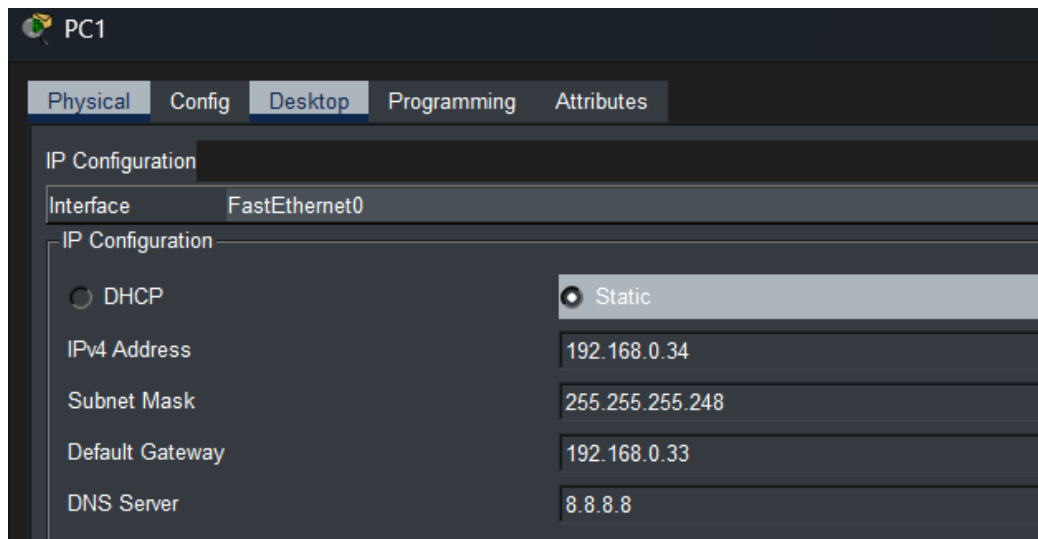 PC1
Physical Config Desktop Programming Attributes
IP Configuration
Interface FastEthernet0
IP Configuration
DHCP Static
IPv4 Address 192.168.0.34
Subnet Mask 255.255.255.248
Default Gateway 192.168.0.33
DNS Server 8.8.8.8